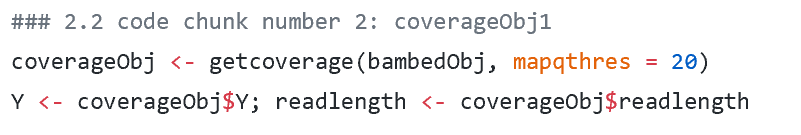 ### 2.2 code chunk number 2: coverageObj1
coverageObj <- getcoverage(bambedObj, mapqthres = 20)
Y <- coverageObj$Y; readlength <- coverageObj$readlength